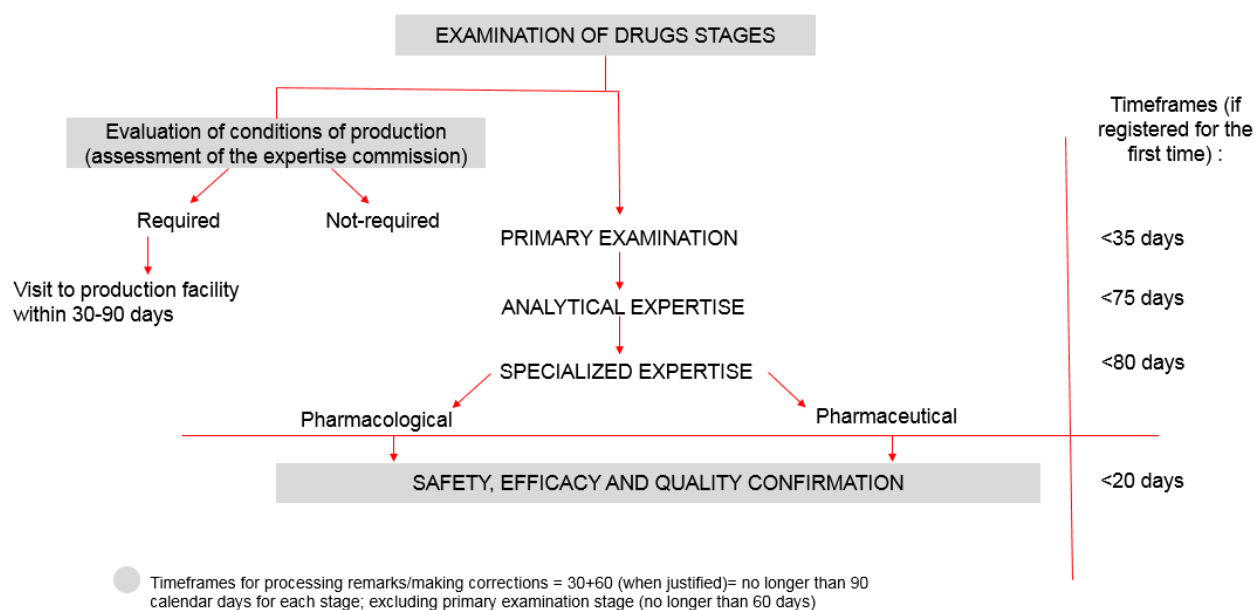 EXAMINATION OF DRUGS STAGES
Evaluation of conditions of production
(assessment of the expertise commission)
Timeframes (if
registered for the
first time) :
Required
Not-required
PRIMARY EXAMINATION
<35 days
Visit to production facility
within 30-90 days
ANALYTICAL EXPERTISE
<75 days
SPECIALIZED EXPERTISE
<80 days
Pharmacological
Pharmaceutical
SAFETY, EFFICACY AND QUALITY CONFIRMATION
<20 days
Timeframes for processing remarks/making corrections = 30+60 (when justified)= no longer than 90
calendar days for each stage; excluding primary examination stage (no longer than 60 days)